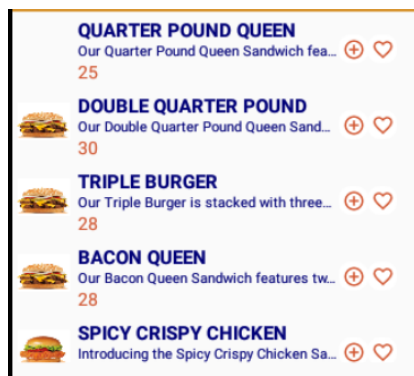 QUARTER POUND QUEEN
Our Quarter Pound Queen Sandwich fea...
25
DOUBLE QUARTER POUND
Our Double Quarter Pound Queen Sand...
30
TRIPLE BURGER
Our Triple Burger is stacked with three...
28
BACON QUEEN
Our Bacon Queen Sandwich features tw...
28
SPICY CRISPY CHICKEN
Introducing the Spicy Crispy Chicken Sa...